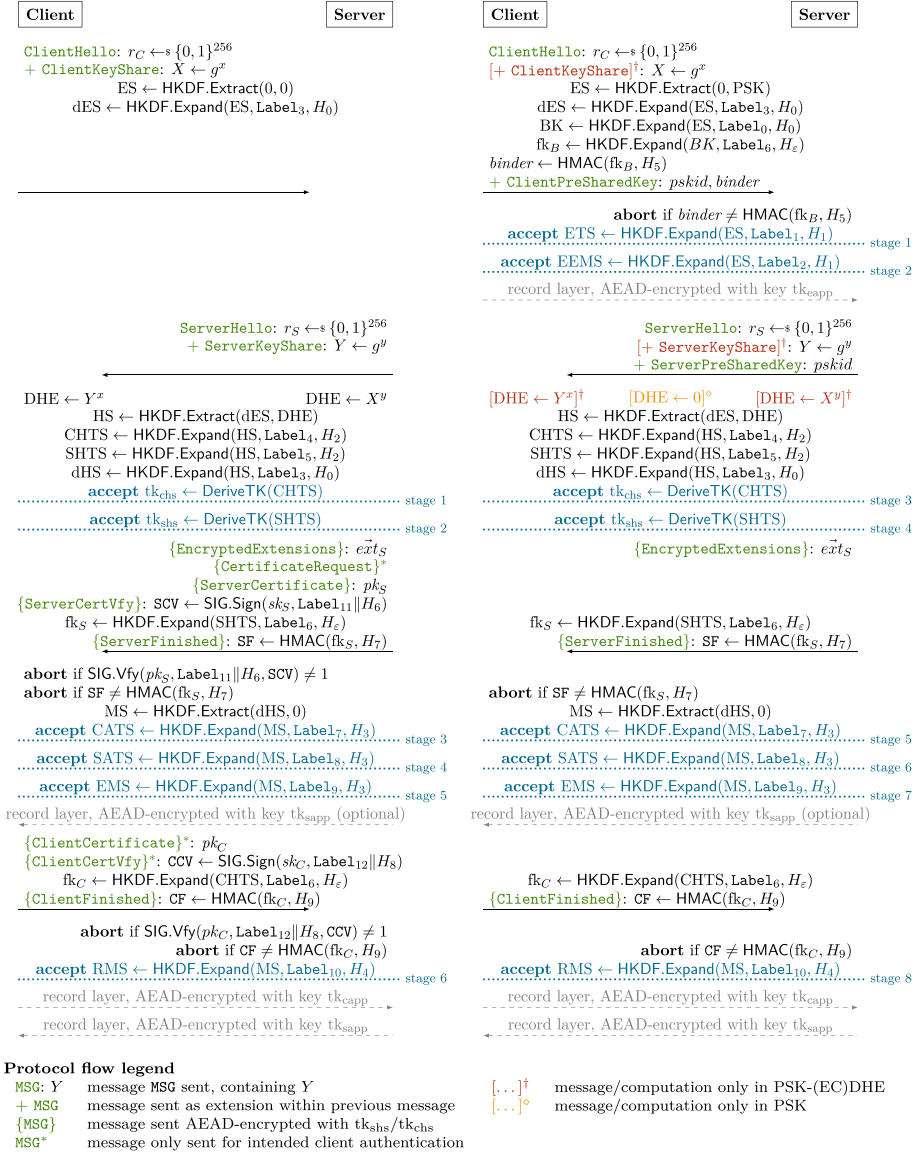 Client Server
ClientHello: r_C ←$ {0, 1}^256
+ ClientKeyShare: X ← g^x
ES ← HKDF.Extract(0, 0)
dES ← HKDF.Expand(ES, Label_3, H_0)
ServerHello: r_S ←$ {0, 1}^256
+ ServerKeyShare: Y ← g^y
DHE ← Y^x DHE ← X^y
HS ← HKDF.Extract(dES, DHE)
CHTS ← HKDF.Expand(HS, Label_4, H_2)
SHTS ← HKDF.Expand(HS, Label_5, H_2)
dHS ← HKDF.Expand(HS, Label_3, H_0)
accept tk_chs ← DeriveTK(CHTS)
stage 1
accept tk_shs ← DeriveTK(SHTS)
stage 2
{EncryptedExtensions}: ext⃗_S
{CertificateRequest}*
{ServerCertificate}: pk_S
{ServerCertVfy}: SCV ← SIG.Sign(sk_S, Label_11‖H_6)
fk_S ← HKDF.Expand(SHTS, Label_6, H_ε)
{ServerFinished}: SF ← HMAC(fk_S, H_7)
abort if SIG.Vfy(pk_S, Label_11‖H_6, SCV) ≠ 1
abort if SF ≠ HMAC(fk_S, H_7)
MS ← HKDF.Extract(dHS, 0)
accept CATS ← HKDF.Expand(MS, Label_7, H_3)
stage 3
accept SATS ← HKDF.Expand(MS, Label_8, H_3)
stage 4
accept EMS ← HKDF.Expand(MS, Label_9, H_3)
stage 5
record layer, AEAD-encrypted with key tk_sapp (optional)
{ClientCertificate}*: pk_C
{ClientCertVfy}*: CCV ← SIG.Sign(sk_C, Label_12‖H_8)
fk_C ← HKDF.Expand(CHTS, Label_6, H_ε)
{ClientFinished}: CF ← HMAC(fk_C, H_9)
abort if SIG.Vfy(pk_C, Label_12‖H_8, CCV) ≠ 1
abort if CF ≠ HMAC(fk_C, H_9)
accept RMS ← HKDF.Expand(MS, Label_10, H_4)
stage 6
record layer, AEAD-encrypted with key tk_capp
record layer, AEAD-encrypted with key tk_sapp
Client Server
ClientHello: r_C ←$ {0, 1}^256
[+ ClientKeyShare]†: X ← g^x
ES ← HKDF.Extract(0, PSK)
dES ← HKDF.Expand(ES, Label_3, H_0)
BK ← HKDF.Expand(ES, Label_0, H_0)
fk_B ← HKDF.Expand(BK, Label_6, H_ε)
binder ← HMAC(fk_B, H_5)
+ ClientPreSharedKey: pskid, binder
abort if binder ≠ HMAC(fk_B, H_5)
accept ETS ← HKDF.Expand(ES, Label_1, H_1)
stage 1
accept EEMS ← HKDF.Expand(ES, Label_2, H_1)
stage 2
record layer, AEAD-encrypted with key tk_eapp
ServerHello: r_S ←$ {0, 1}^256
[+ ServerKeyShare]†: Y ← g^y
+ ServerPreSharedKey: pskid
[DHE ← Y^x]† [DHE ← 0]⋄ [DHE ← X^y]†
HS ← HKDF.Extract(dES, DHE)
CHTS ← HKDF.Expand(HS, Label_4, H_2)
SHTS ← HKDF.Expand(HS, Label_5, H_2)
dHS ← HKDF.Expand(HS, Label_3, H_0)
accept tk_chs ← DeriveTK(CHTS)
stage 3
accept tk_shs ← DeriveTK(SHTS)
stage 4
{EncryptedExtensions}: ext⃗_S
fk_S ← HKDF.Expand(SHTS, Label_6, H_ε)
{ServerFinished}: SF ← HMAC(fk_S, H_7)
abort if SF ≠ HMAC(fk_S, H_7)
MS ← HKDF.Extract(dHS, 0)
accept CATS ← HKDF.Expand(MS, Label_7, H_3)
stage 5
accept SATS ← HKDF.Expand(MS, Label_8, H_3)
stage 6
accept EMS ← HKDF.Expand(MS, Label_9, H_3)
stage 7
record layer, AEAD-encrypted with key tk_sapp (optional)
fk_C ← HKDF.Expand(CHTS, Label_6, H_ε)
{ClientFinished}: CF ← HMAC(fk_C, H_9)
abort if CF ≠ HMAC(fk_C, H_9)
accept RMS ← HKDF.Expand(MS, Label_10, H_4)
stage 8
record layer, AEAD-encrypted with key tk_capp
record layer, AEAD-encrypted with key tk_sapp
Protocol flow legend
MSG: Y message MSG sent, containing Y
+ MSG message sent as extension within previous message
{MSG} message sent AEAD-encrypted with tk_shs/tk_chs
MSG* message only sent for intended client authentication
[...]† message/computation only in PSK-(EC)DHE
[...]⋄ message/computation only in PSK